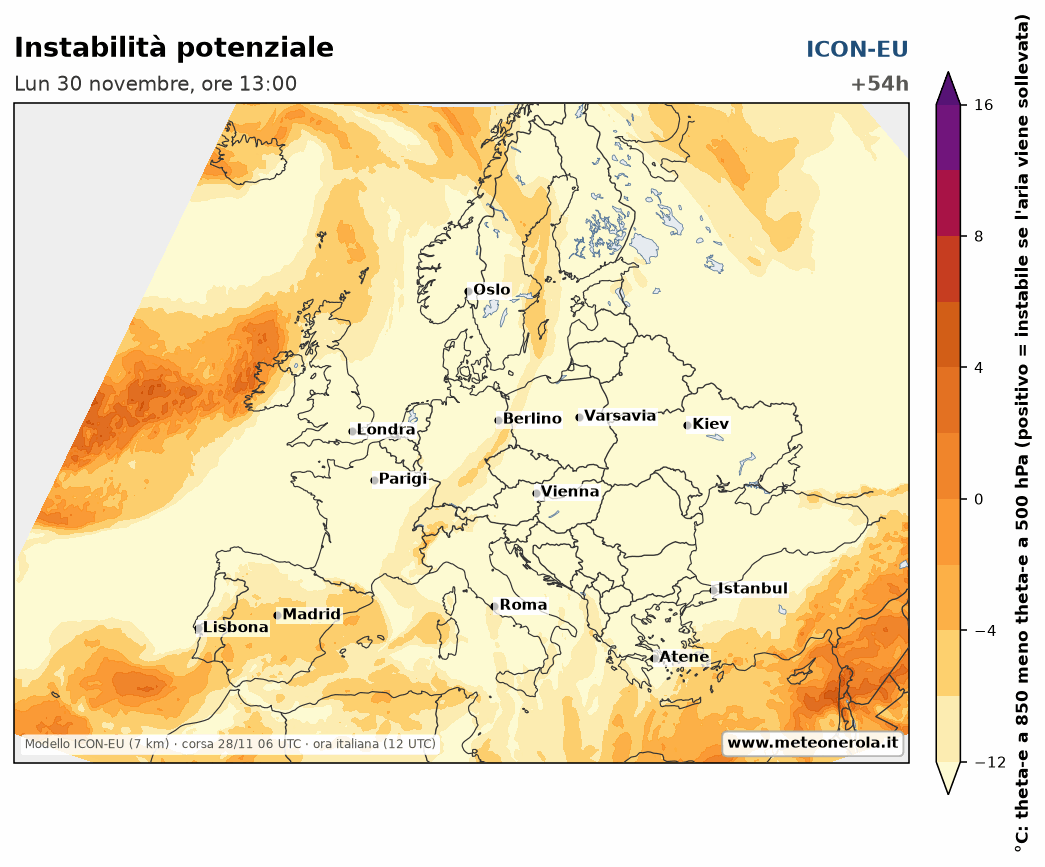 Instabilità potenziale
ICON-EU
Lun 30 novembre, ore 13:00
+54h
16
8
4
0
−4
−12
°C: theta-e a 850 meno theta-e a 500 hPa (positivo = instabile se l'aria viene sollevata)
Oslo
Berlino
Varsavia
Kiev
Londra
Parigi
Vienna
Istanbul
Roma
Madrid
Lisbona
Atene
Modello ICON-EU (7 km) · corsa 28/11 06 UTC · ora italiana (12 UTC)
www.meteonerola.it